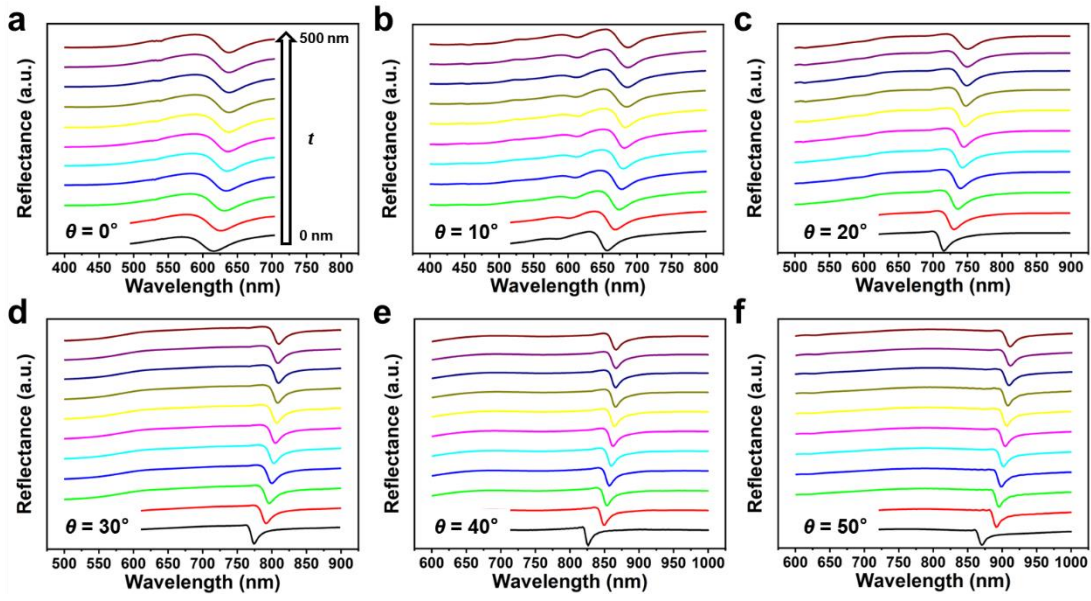 a
Reflectance (a.u.)
500 nm
t
0 nm
θ = 0°
400 450 500 550 600 650 700 750 800
Wavelength (nm)
b
Reflectance (a.u.)
θ = 10°
400 450 500 550 600 650 700 750 800
Wavelength (nm)
c
Reflectance (a.u.)
θ = 20°
500 550 600 650 700 750 800 850 900
Wavelength (nm)
d
Reflectance (a.u.)
θ = 30°
500 550 600 650 700 750 800 850 900
Wavelength (nm)
e
Reflectance (a.u.)
θ = 40°
600 650 700 750 800 850 900 950 1000
Wavelength (nm)
f
Reflectance (a.u.)
θ = 50°
600 650 700 750 800 850 900 950 1000
Wavelength (nm)